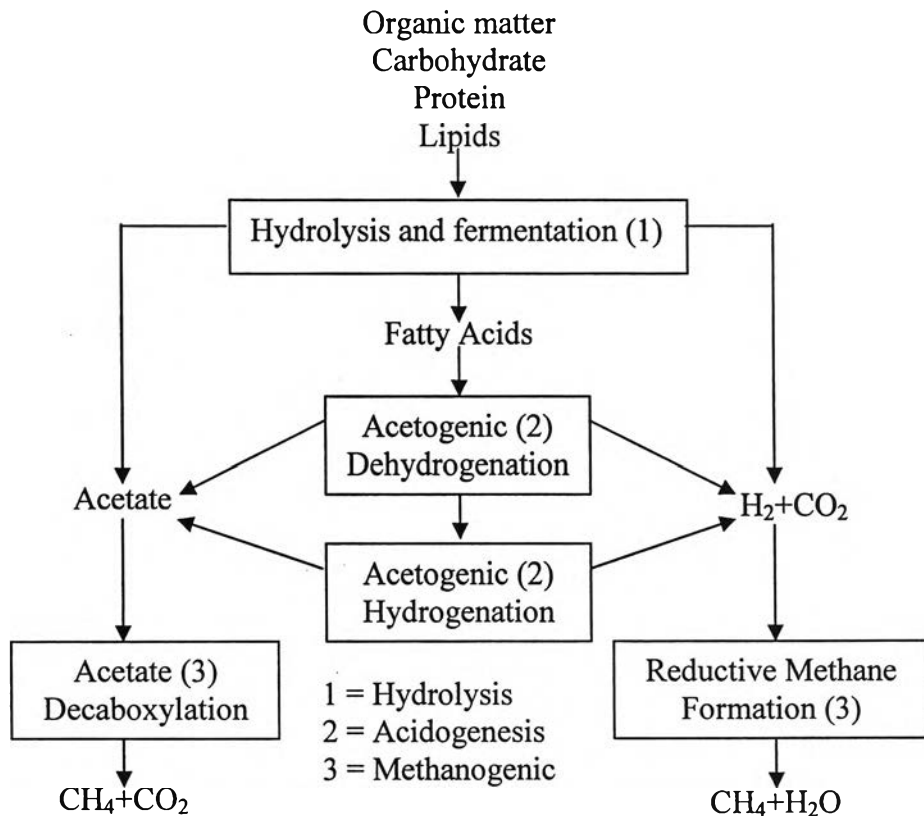 Organic matter
Carbohydrate
Protein
Lipids
Hydrolysis and fermentation (1)
Fatty Acids
Acetogenic (2)
Dehydrogenation
Acetate
H₂+CO₂
Acetogenic (2)
Hydrogenation
Acetate (3)
Decaboxylation
1 = Hydrolysis
2 = Acidogenesis
3 = Methanogenic
Reductive Methane
Formation (3)
CH₄+CO₂
CH₄+H₂O